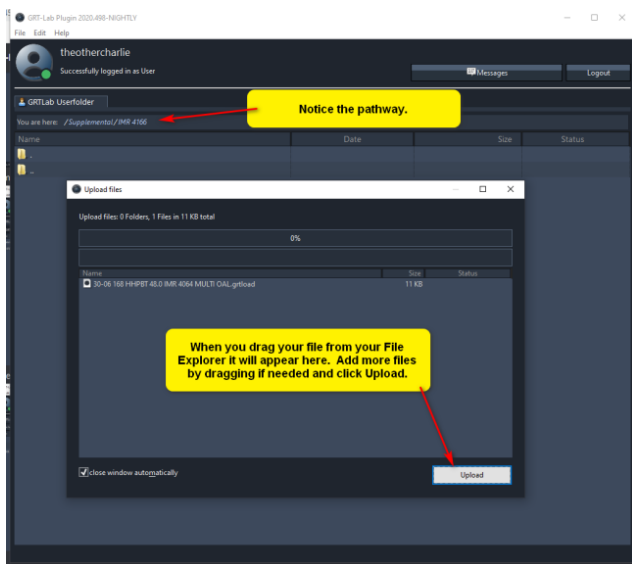 GRT-Lab Plugin 2020.498-NIGHTLY
File Edit Help
theothercharlie
Successfully logged in as User
Messages
Logout
GRTLab Userfolder
Notice the pathway.
You are here: /Supplemental/IMR 4166
Name Date Size Status
.
..
Upload files
Upload files: 0 Folders, 1 Files in 11 KB total
0%
Name Size Status
30-06 168 HHPBT 48.0 IMR 4064 MULTI OAL.grtload 11 KB
When you drag your file from your File
Explorer it will appear here. Add more files
by dragging if needed and click Upload.
close window automatically
Upload